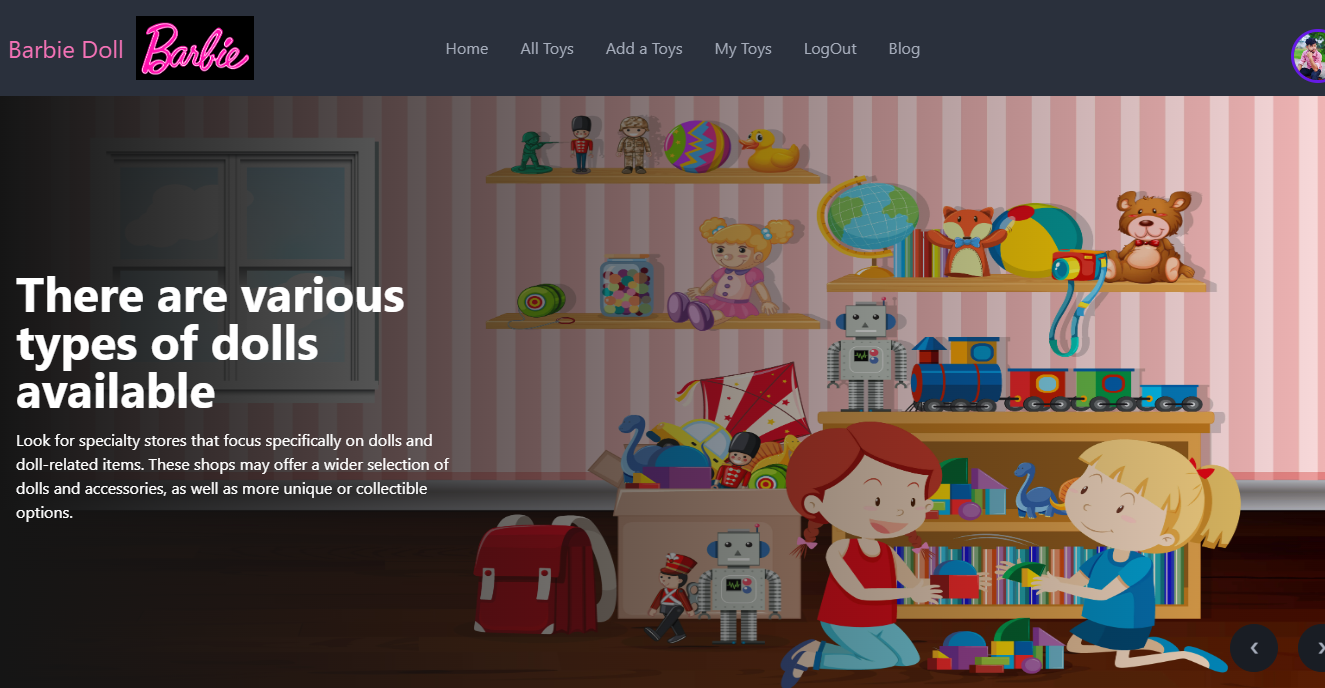 Barbie Doll
Barbie
Home
All Toys
Add a Toys
My Toys
LogOut
Blog
There are various
types of dolls
available
Look for specialty stores that focus specifically on dolls and
doll-related items. These shops may offer a wider selection of
dolls and accessories, as well as more unique or collectible
options.